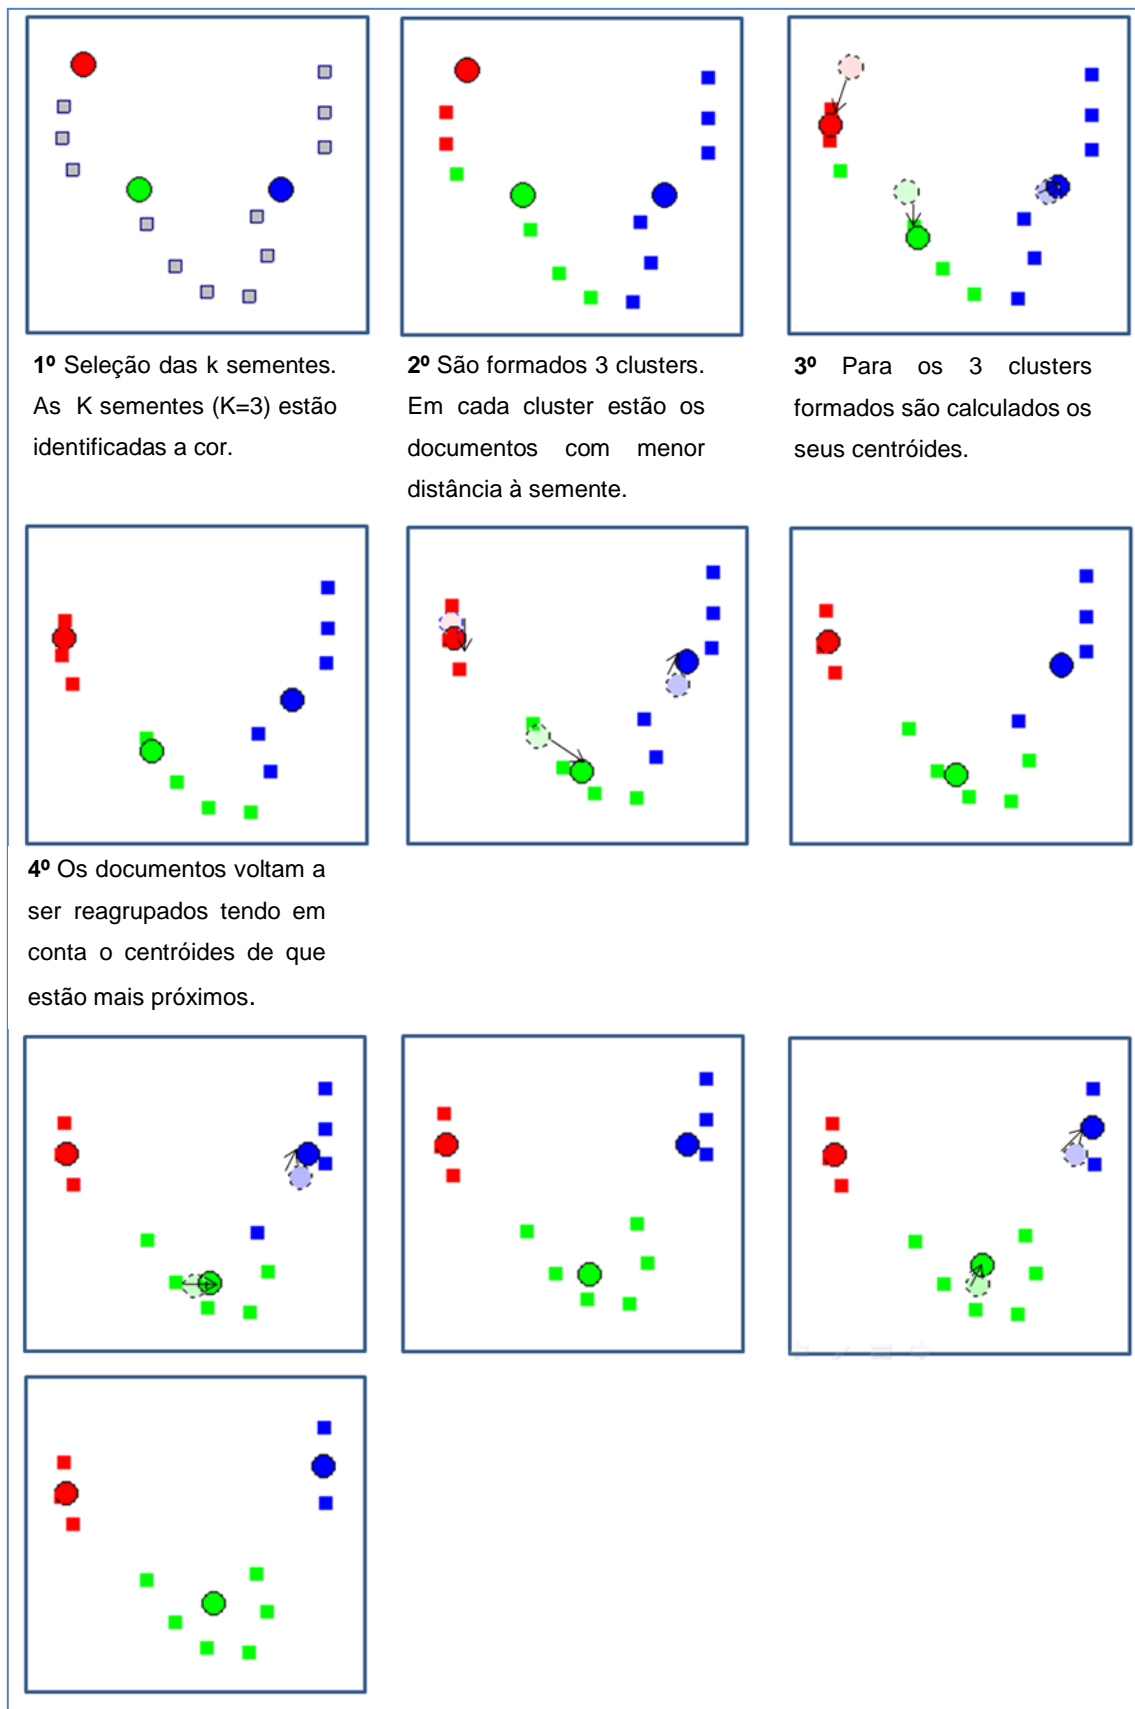 1º Seleção das k sementes.
As K sementes (K=3) estão
identificadas a cor.
2º São formados 3 clusters.
Em cada cluster estão os
documentos com menor
distância à semente.
3º Para os 3 clusters
formados são calculados os
seus centróides.
4º Os documentos voltam a
ser reagrupados tendo em
conta o centróides de que
estão mais próximos.